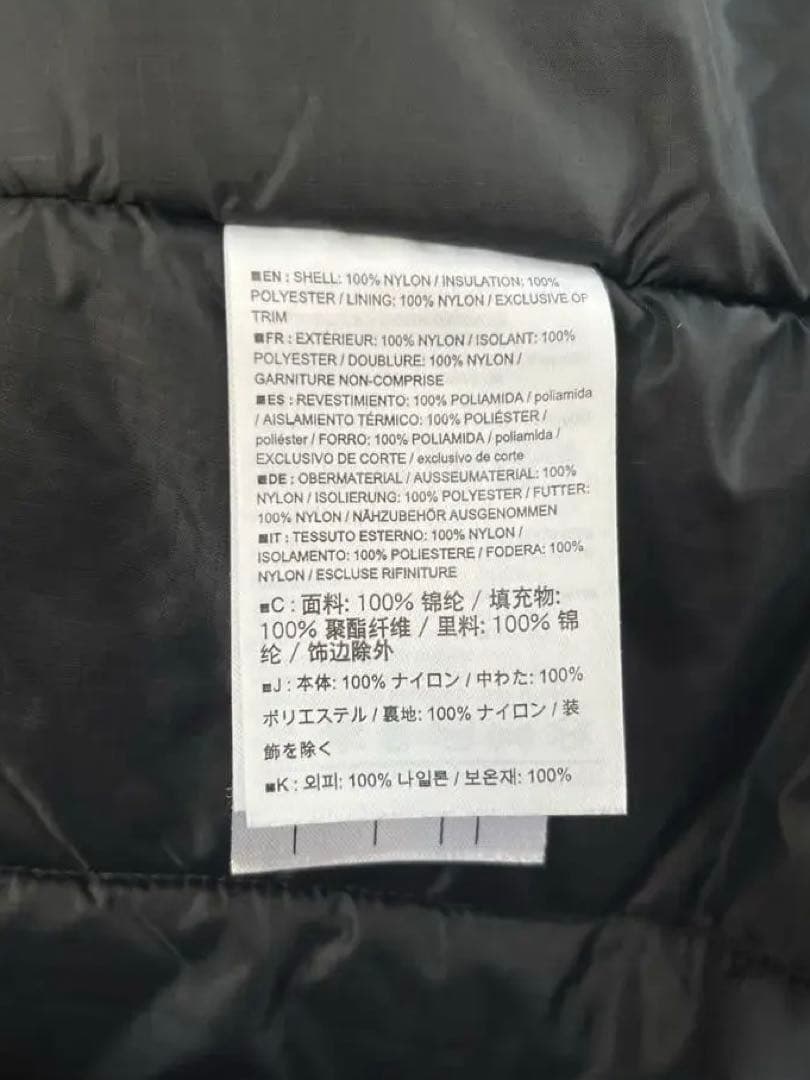 ■EN : SHELL: 100% NYLON / INSULATION: 100%
POLYESTER / LINING: 100% NYLON / EXCLUSIVE OF
TRIM
■FR : EXTÉRIEUR: 100% NYLON / ISOLANT: 100%
POLYESTER / DOUBLURE: 100% NYLON /
GARNITURE NON-COMPRISE
■ES : REVESTIMIENTO: 100% POLIAMIDA / poliamida
/ AISLAMIENTO TÉRMICO: 100% POLIÉSTER /
poliéster / FORRO: 100% POLIAMIDA / poliamida /
EXCLUSIVO DE CORTE / exclusivo de corte
■DE : OBERMATERIAL / AUSSEUMATERIAL: 100%
NYLON / ISOLIERUNG: 100% POLYESTER / FUTTER:
100% NYLON / NÄHZUBEHÖR AUSGENOMMEN
■IT : TESSUTO ESTERNO: 100% NYLON /
ISOLAMENTO: 100% POLIESTERE / FODERA: 100%
NYLON / ESCLUSE RIFINITURE
■C : 面料: 100% 锦纶 / 填充物:
100% 聚酯纤维 / 里料: 100% 锦
纶 / 饰边除外
■J : 本体: 100% ナイロン / 中わた: 100%
ポリエステル / 裏地: 100% ナイロン / 装
飾を除く
■K : 외피: 100% 나일론 / 보온재: 100%